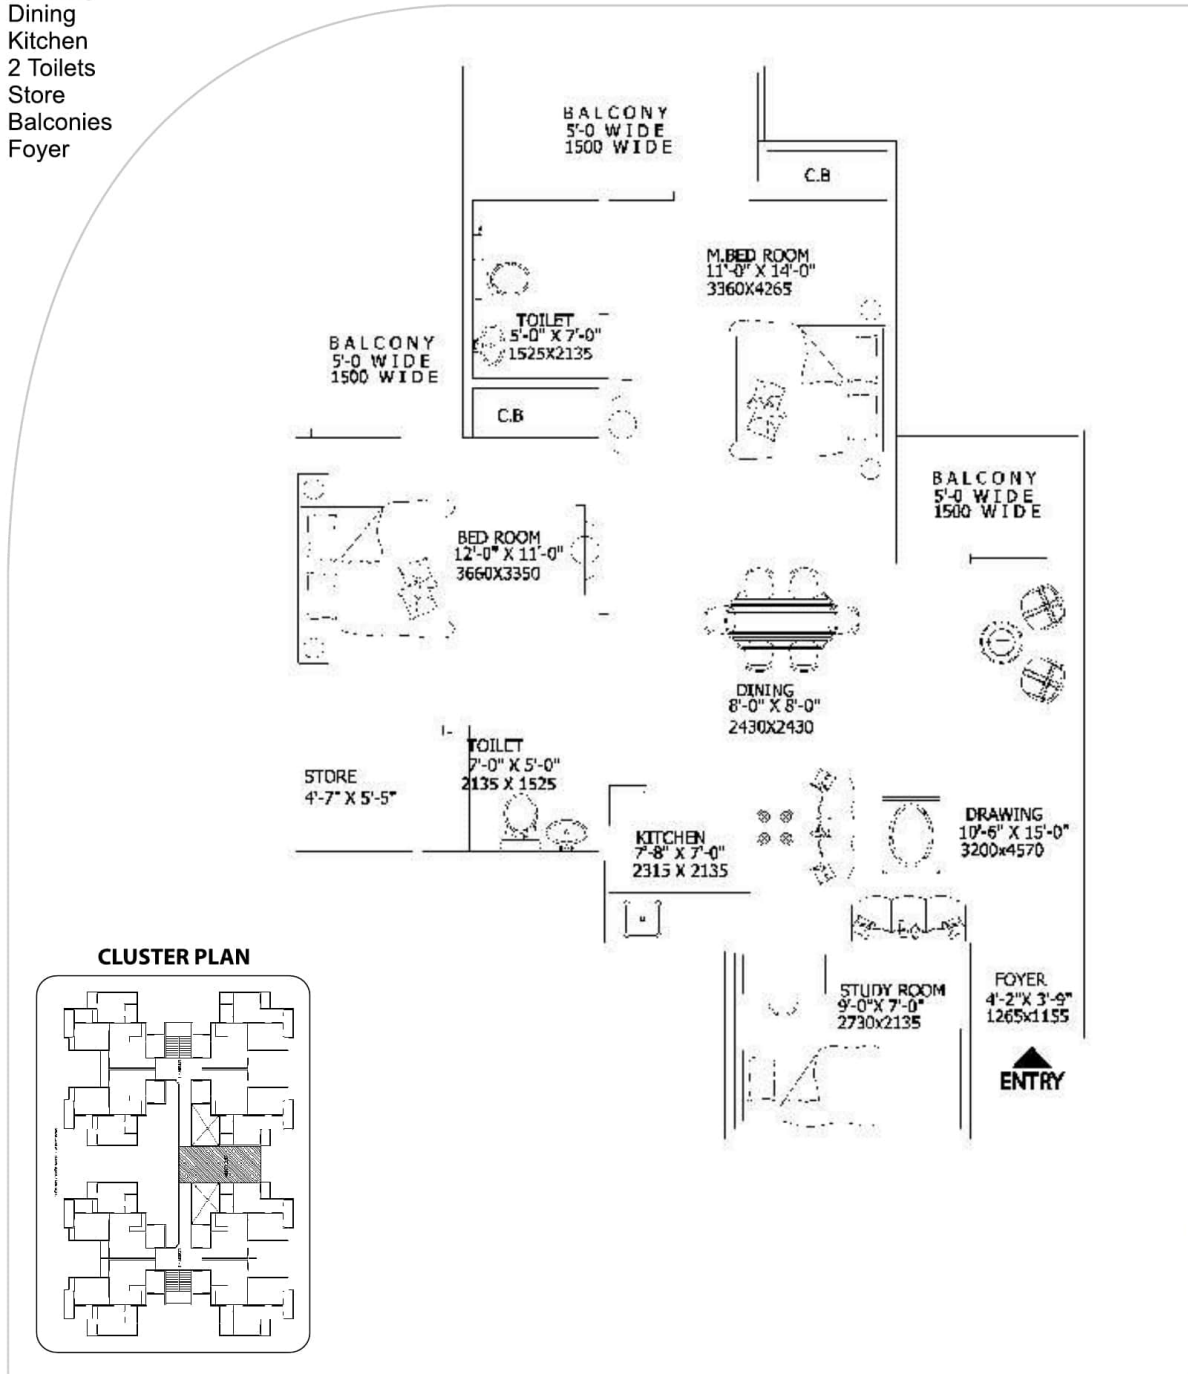 Dining
Kitchen
2 Toilets
Store
Balconies
Foyer
BALCONY
5'-0 WIDE
1500 WIDE
C.B
M.BED ROOM
11'-0" X 14'-0"
3360X4265
TOILET
5'-0" X 7'-0"
1525X2135
BALCONY
5'-0 WIDE
1500 WIDE
C.B
BALCONY
5'-0 WIDE
1500 WIDE
BED ROOM
12'-0" X 11'-0"
3660X3350
DINING
8'-0" X 8'-0"
2430X2430
TOILET
7'-0" X 5'-0"
2135 X 1525
STORE
4'-7" X 5'-5"
KITCHEN
7'-8" X 7'-0"
2315 X 2135
DRAWING
10'-6" X 15'-0"
3200x4570
STUDY ROOM
9'-0"X 7'-0"
2730x2135
FOYER
4'-2"X 3'-9"
1265x1155
ENTRY
CLUSTER PLAN